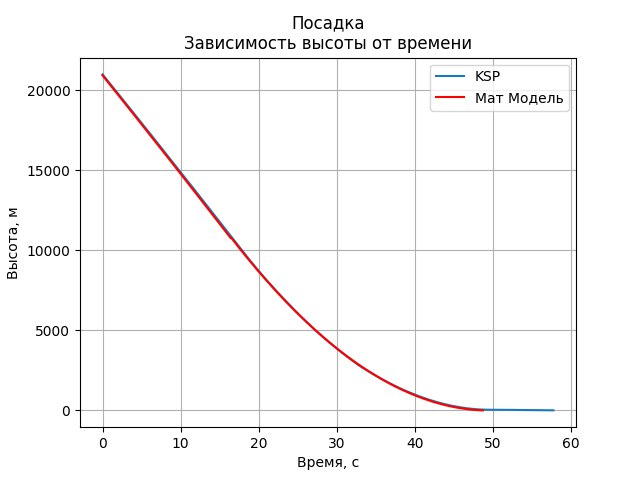 Посадка
Зависимость высоты от времени
KSP
Мат Модель
Высота, м
20000
15000
10000
5000
0
0 10 20 30 40 50 60
Время, с